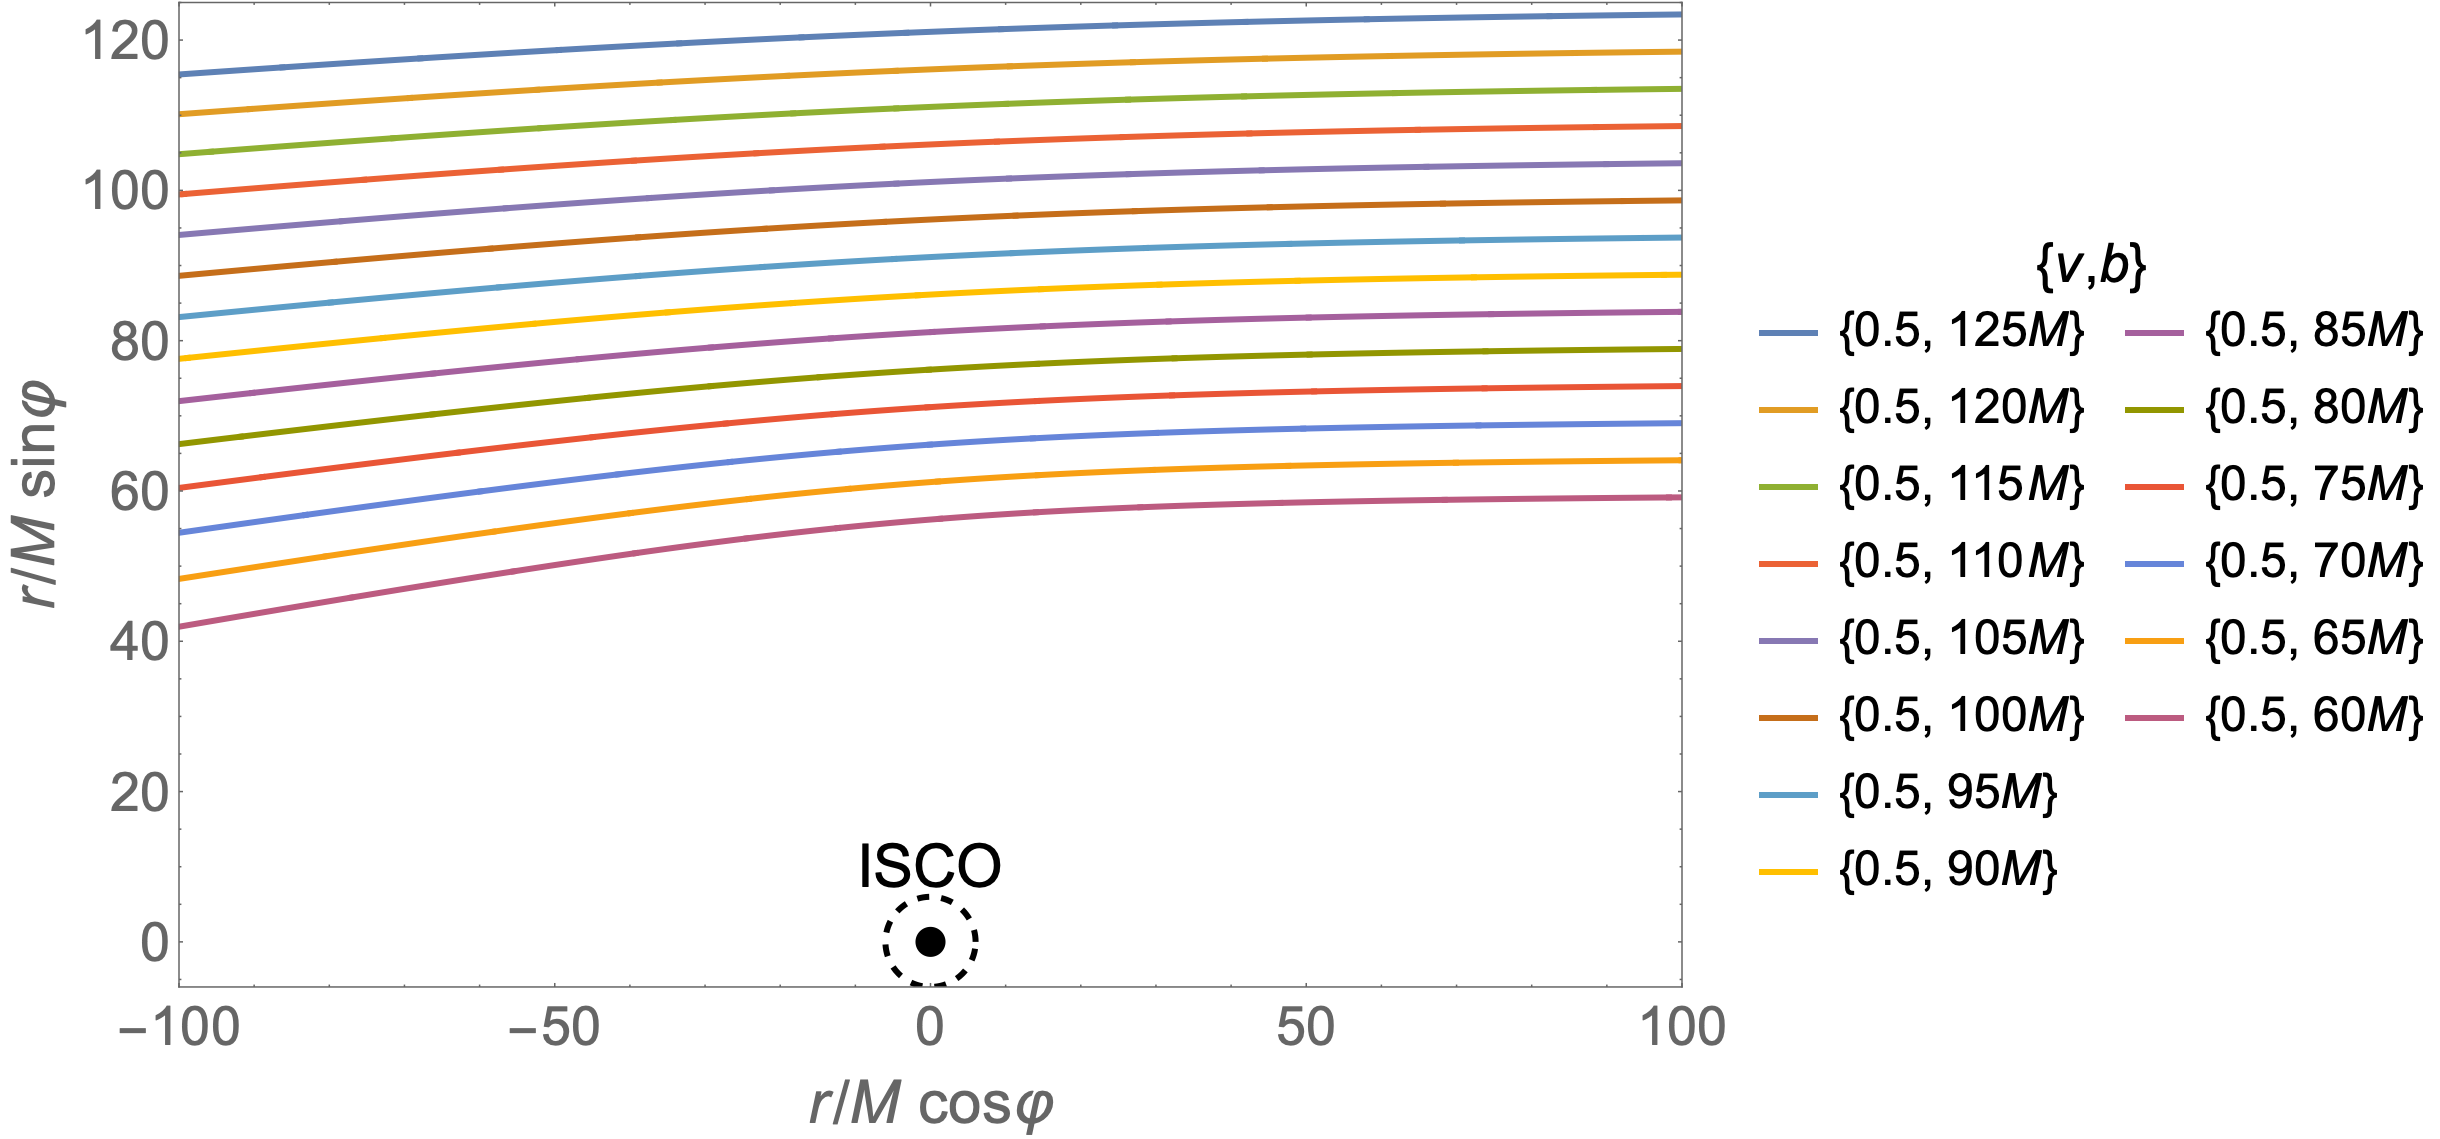 120
100
80
60
40
20
0
r/M sinφ
ISCO
−100
−50
0
50
100
r/M cosφ
{v,b}
{0.5, 125M} {0.5, 85M}
{0.5, 120M} {0.5, 80M}
{0.5, 115M} {0.5, 75M}
{0.5, 110M} {0.5, 70M}
{0.5, 105M} {0.5, 65M}
{0.5, 100M} {0.5, 60M}
{0.5, 95M}
{0.5, 90M}